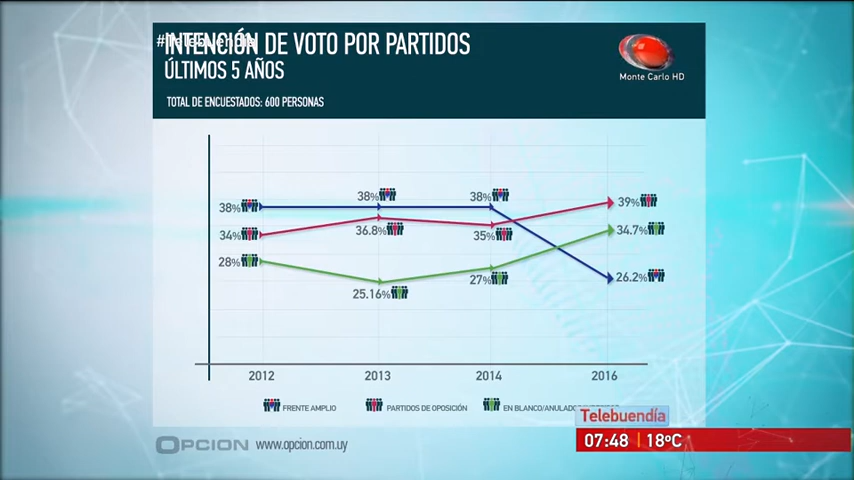 INTENCIÓN DE VOTO POR PARTIDOS
ÚLTIMOS 5 AÑOS
TOTAL DE ENCUESTADOS: 600 PERSONAS
Monte Carlo HD
38%
38%
38%
39%
34%
36.8%
35%
34.7%
28%
25.16%
27%
26.2%
2012 2013 2014 2016
FRENTE AMPLIO PARTIDOS DE OPOSICIÓN EN BLANCO/ANULADO
OPCION www.opcion.com.uy
Telebuendía
07:48 18ºC